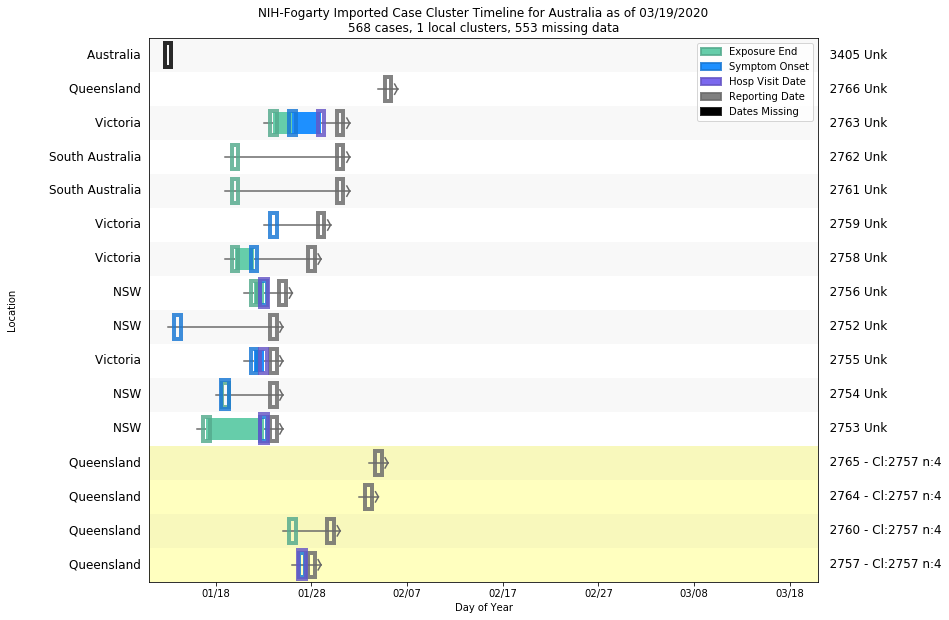 NIH-Fogarty Imported Case Cluster Timeline for Australia as of 03/19/2020
568 cases, 1 local clusters, 553 missing data
Exposure End
Symptom Onset
Hosp Visit Date
Reporting Date
Dates Missing
Location
Australia 3405 Unk
Queensland 2766 Unk
Victoria 2763 Unk
South Australia 2762 Unk
South Australia 2761 Unk
Victoria 2759 Unk
Victoria 2758 Unk
NSW 2756 Unk
NSW 2752 Unk
Victoria 2755 Unk
NSW 2754 Unk
NSW 2753 Unk
Queensland 2765 - Cl:2757 n:4
Queensland 2764 - Cl:2757 n:4
Queensland 2760 - Cl:2757 n:4
Queensland 2757 - Cl:2757 n:4
01/18 01/28 02/07 02/17 02/27 03/08 03/18
Day of Year